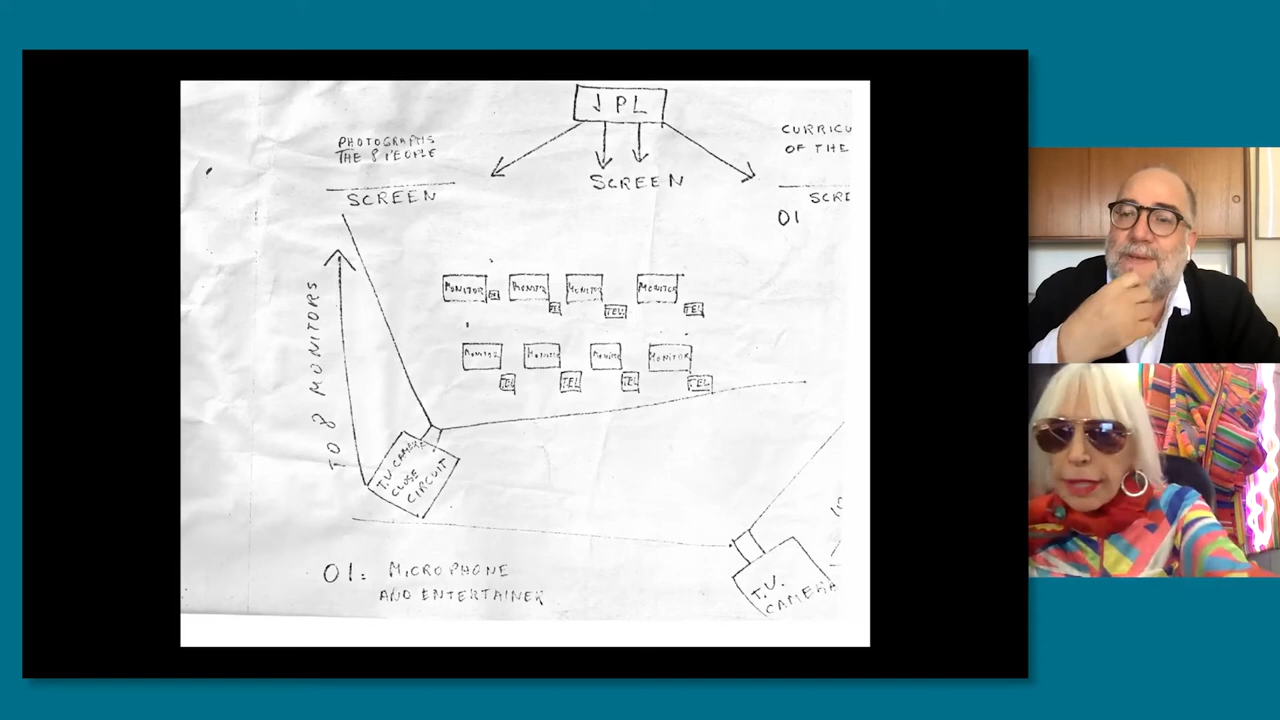 JPL
PHOTOGRAPHS
THE 8 PEOPLE
CURRICU
OF THE
SCREEN
SCREEN
SCRE
01
MONITOR
MONITOR
MONITOR
MONITOR
TEL
TEL
TEL
TEL
TO 8 MONITORS
MONITOR
MONITOR
MONITOR
MONITOR
TEL
TEL
TEL
TEL
T.V. CAMERA
CLOSE
CIRCUIT
01: MICROPHONE
AND ENTERTAINER
T.V.
CAMERA